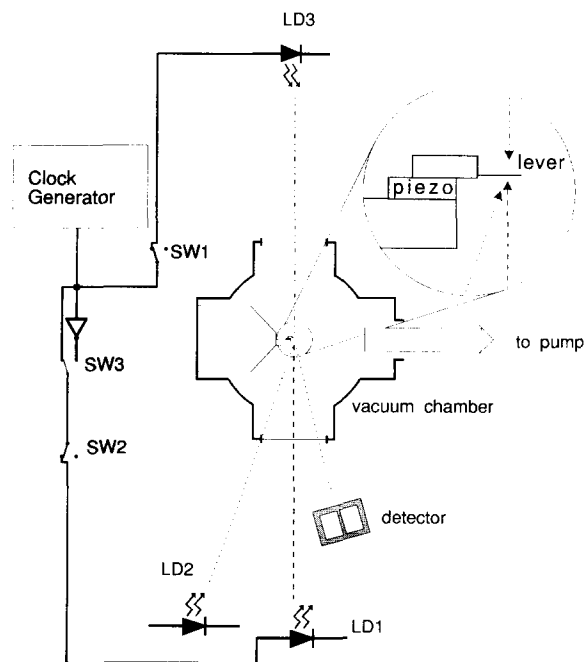 LD3
lever
piezo
Clock
Generator
SW1
to pump
SW3
vacuum chamber
SW2
detector
LD2
LD1